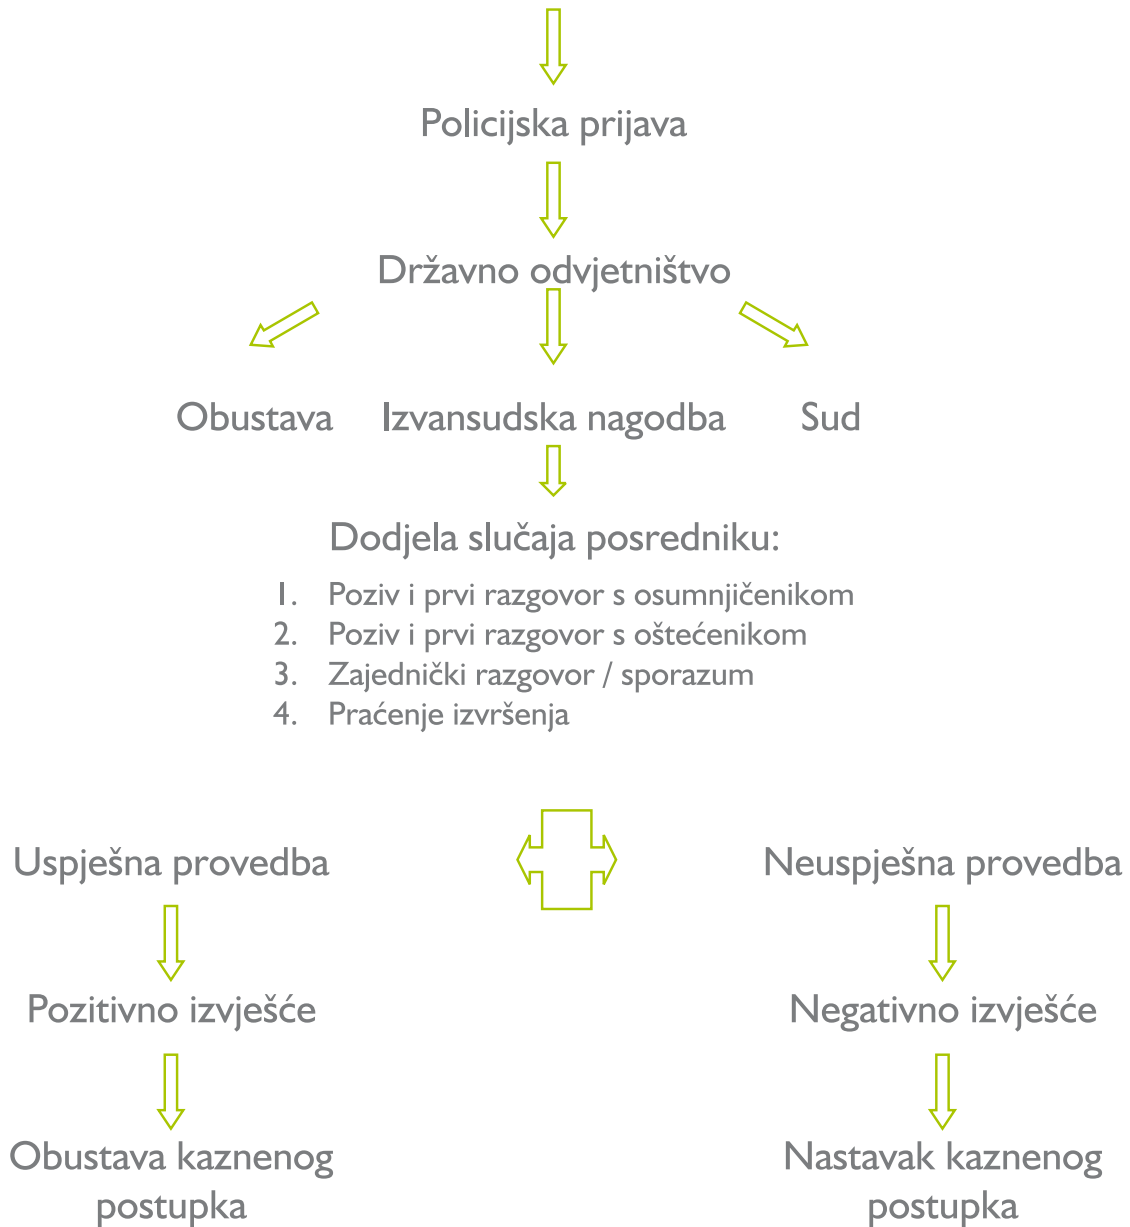 Policijska prijava
Državno odvjetništvo
Obustava
Izvansudska nagodba
Sud
Dodjela slučaja posredniku:
1. Poziv i prvi razgovor s osumnjičenikom
2. Poziv i prvi razgovor s oštećenikom
3. Zajednički razgovor / sporazum
4. Praćenje izvršenja
Uspješna provedba
Neuspješna provedba
Pozitivno izvješće
Negativno izvješće
Obustava kaznenog
postupka
Nastavak kaznenog
postupka